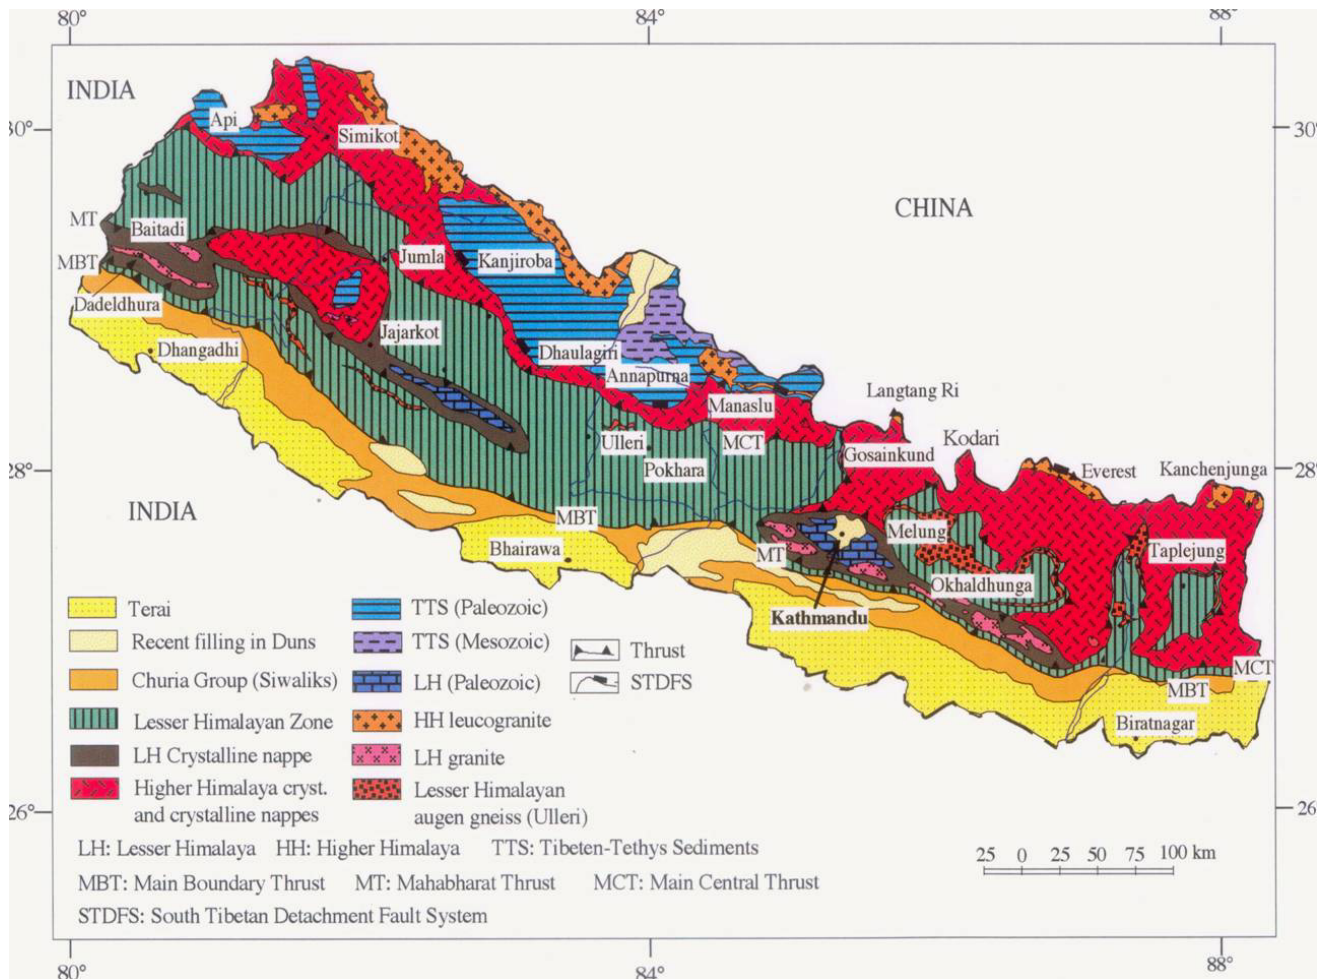 80°
84°
88°
INDIA
30°
30°
Api
Simikot
CHINA
MT
Baitadi
MBT
Jumla
Kanjiroba
Dadeldhura
Dhangadhi
Jajarkot
Dhaulagiri
Annapurna
Manaslu
Langtang Ri
Ulleri
MCT
Gosainkund
Kodari
Pokhara
Everest
Kanchenjunga
28°
28°
INDIA
MBT
Melung
Bhairawa
MT
Taplejung
Okhaldhunga
Kathmandu
MCT
MBT
Biratnagar
Terai
Recent filling in Duns
Churia Group (Siwaliks)
Lesser Himalayan Zone
LH Crystalline nappe
Higher Himalaya cryst.
and crystalline nappes
TTS (Paleozoic)
TTS (Mesozoic)
LH (Paleozoic)
HH leucogranite
LH granite
Lesser Himalayan
augen gneiss (Ulleri)
Thrust
STDFS
26°
26°
LH: Lesser Himalaya HH: Higher Himalaya TTS: Tibeten-Tethys Sediments
MBT: Main Boundary Thrust MT: Mahabharat Thrust MCT: Main Central Thrust
STDFS: South Tibetan Detachment Fault System
25 0 25 50 75 100 km
80°
84°
88°